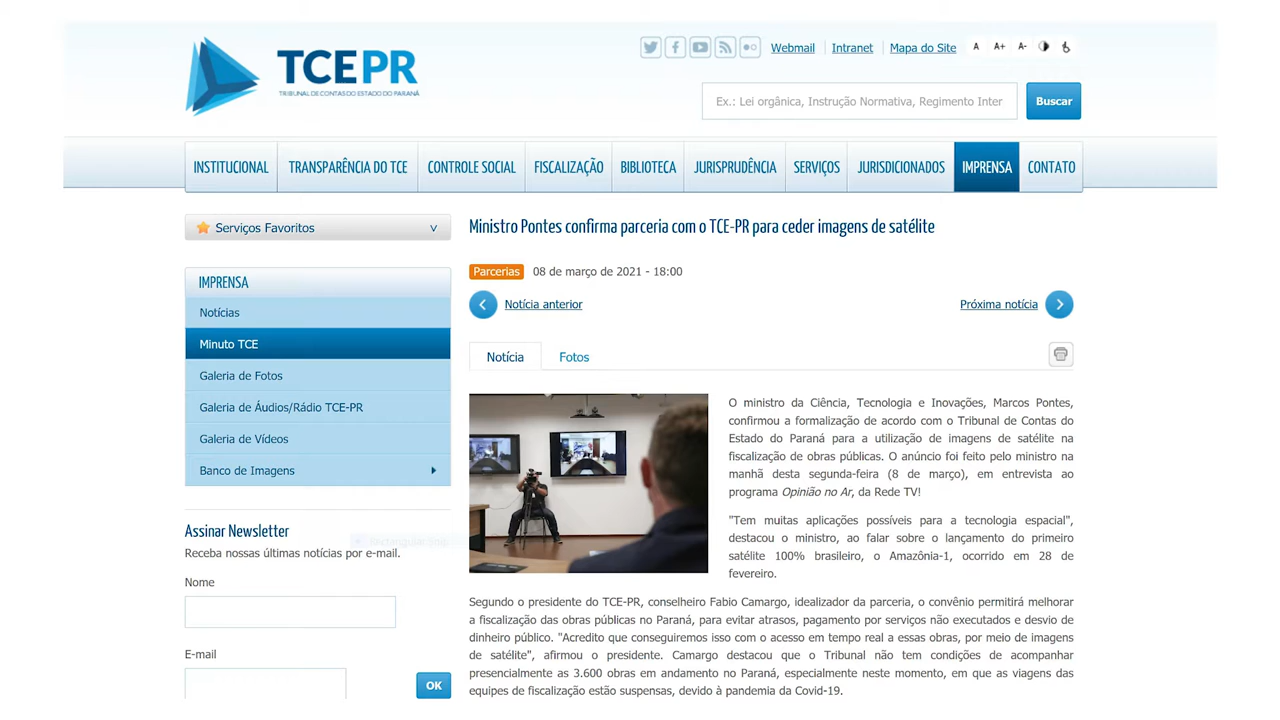 TCEPR
TRIBUNAL DE CONTAS DO ESTADO DO PARANÁ
Webmail
Intranet
Mapa do Site
A
A+
A-
Ex.: Lei orgânica, Instrução Normativa, Regimento Inter
Buscar
INSTITUCIONAL
TRANSPARÊNCIA DO TCE
CONTROLE SOCIAL
FISCALIZAÇÃO
BIBLIOTECA
JURISPRUDÊNCIA
SERVIÇOS
JURISDICIONADOS
IMPRENSA
CONTATO
Serviços Favoritos
IMPRENSA
Notícias
Minuto TCE
Galeria de Fotos
Galeria de Áudios/Rádio TCE-PR
Galeria de Vídeos
Banco de Imagens
Assinar Newsletter
Receba nossas últimas notícias por e-mail.
Nome
E-mail
OK
Ministro Pontes confirma parceria com o TCE-PR para ceder imagens de satélite
Parcerias 08 de março de 2021 - 18:00
Notícia anterior
Próxima notícia
Notícia
Fotos
O ministro da Ciência, Tecnologia e Inovações, Marcos Pontes,
confirmou a formalização de acordo com o Tribunal de Contas do
Estado do Paraná para a utilização de imagens de satélite na
fiscalização de obras públicas. O anúncio foi feito pelo ministro na
manhã desta segunda-feira (8 de março), em entrevista ao
programa Opinião no Ar, da Rede TV!
"Tem muitas aplicações possíveis para a tecnologia espacial",
destacou o ministro, ao falar sobre o lançamento do primeiro
satélite 100% brasileiro, o Amazônia-1, ocorrido em 28 de
fevereiro.
Segundo o presidente do TCE-PR, conselheiro Fabio Camargo, idealizador da parceria, o convênio permitirá melhorar
a fiscalização das obras públicas no Paraná, para evitar atrasos, pagamento por serviços não executados e desvio de
dinheiro público. "Acredito que conseguiremos isso com o acesso em tempo real a essas obras, por meio de imagens
de satélite", afirmou o presidente. Camargo destacou que o Tribunal não tem condições de acompanhar
presencialmente as 3.600 obras em andamento no Paraná, especialmente neste momento, em que as viagens das
equipes de fiscalização estão suspensas, devido à pandemia da Covid-19.